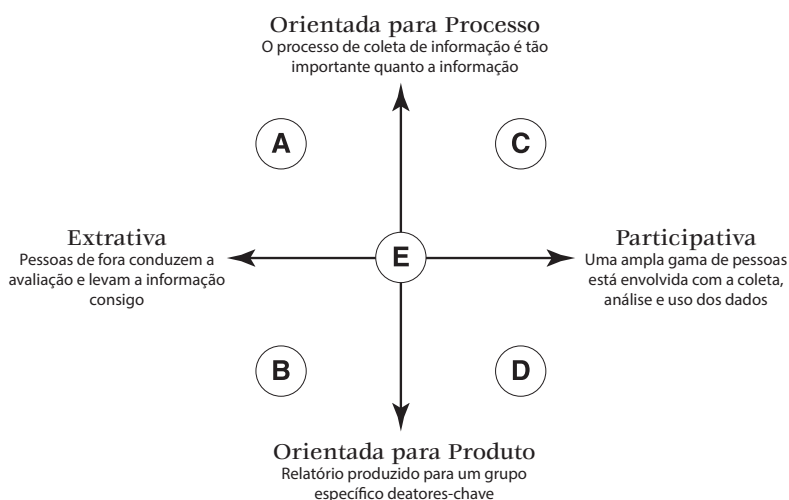 Orientada para Processo
O processo de coleta de informação é tão
importante quanto a informação
A
C
Extrativa
Pessoas de fora conduzem a
avaliação e levam a informação
consigo
E
Participativa
Uma ampla gama de pessoas
está envolvida com a coleta,
análise e uso dos dados
B
D
Orientada para Produto
Relatório produzido para um grupo
específico deatores-chave